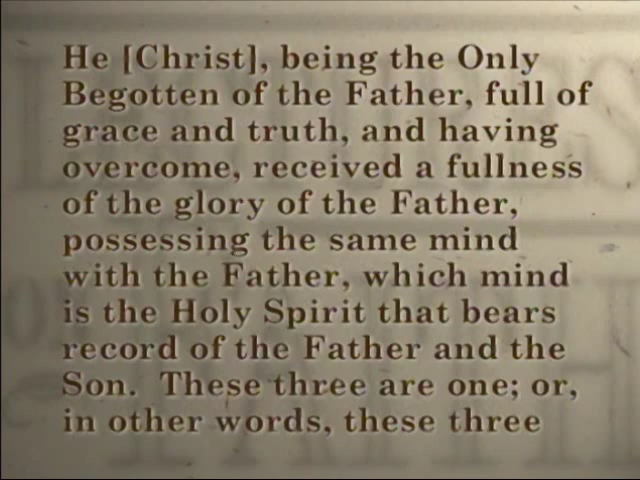 He [Christ], being the Only
Begotten of the Father, full of
grace and truth, and having
overcome, received a fullness
of the glory of the Father,
possessing the same mind
with the Father, which mind
is the Holy Spirit that bears
record of the Father and the
Son. These three are one; or,
in other words, these three